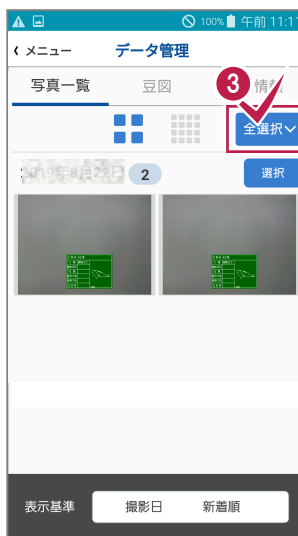 100% 午前 11:11
メニュー データ管理
写真一覧 豆図 情報
3
全選択
2019年8月22日 2 選択
表示基準 撮影日 新着順